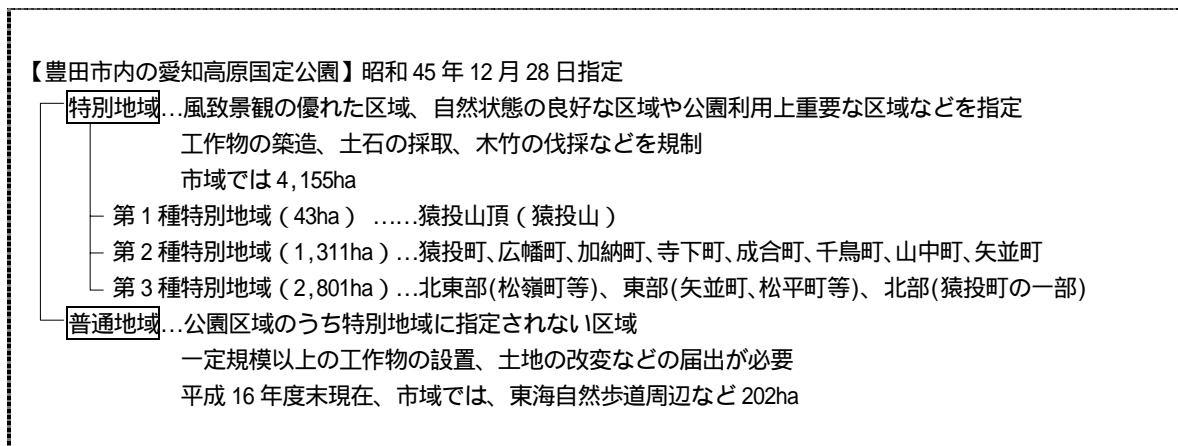 【豊田市内の愛知高原国定公園】昭和 45 年 12 月 28 日指定
特別地域…風致景観の優れた区域、自然状態の良好な区域や公園利用上重要な区域などを指定
工作物の築造、土石の採取、木竹の伐採などを規制
市域では 4,155ha
第 1 種特別地域（43ha） ……猿投山頂（猿投山）
第 2 種特別地域（1,311ha）…猿投町、広幡町、加納町、寺下町、成合町、千鳥町、山中町、矢並町
第 3 種特別地域（2,801ha）…北東部(松嶺町等)、東部(矢並町、松平町等)、北部(猿投町の一部)
普通地域…公園区域のうち特別地域に指定されない区域
一定規模以上の工作物の設置、土地の改変などの届出が必要
平成 16 年度末現在、市域では、東海自然歩道周辺など 202ha